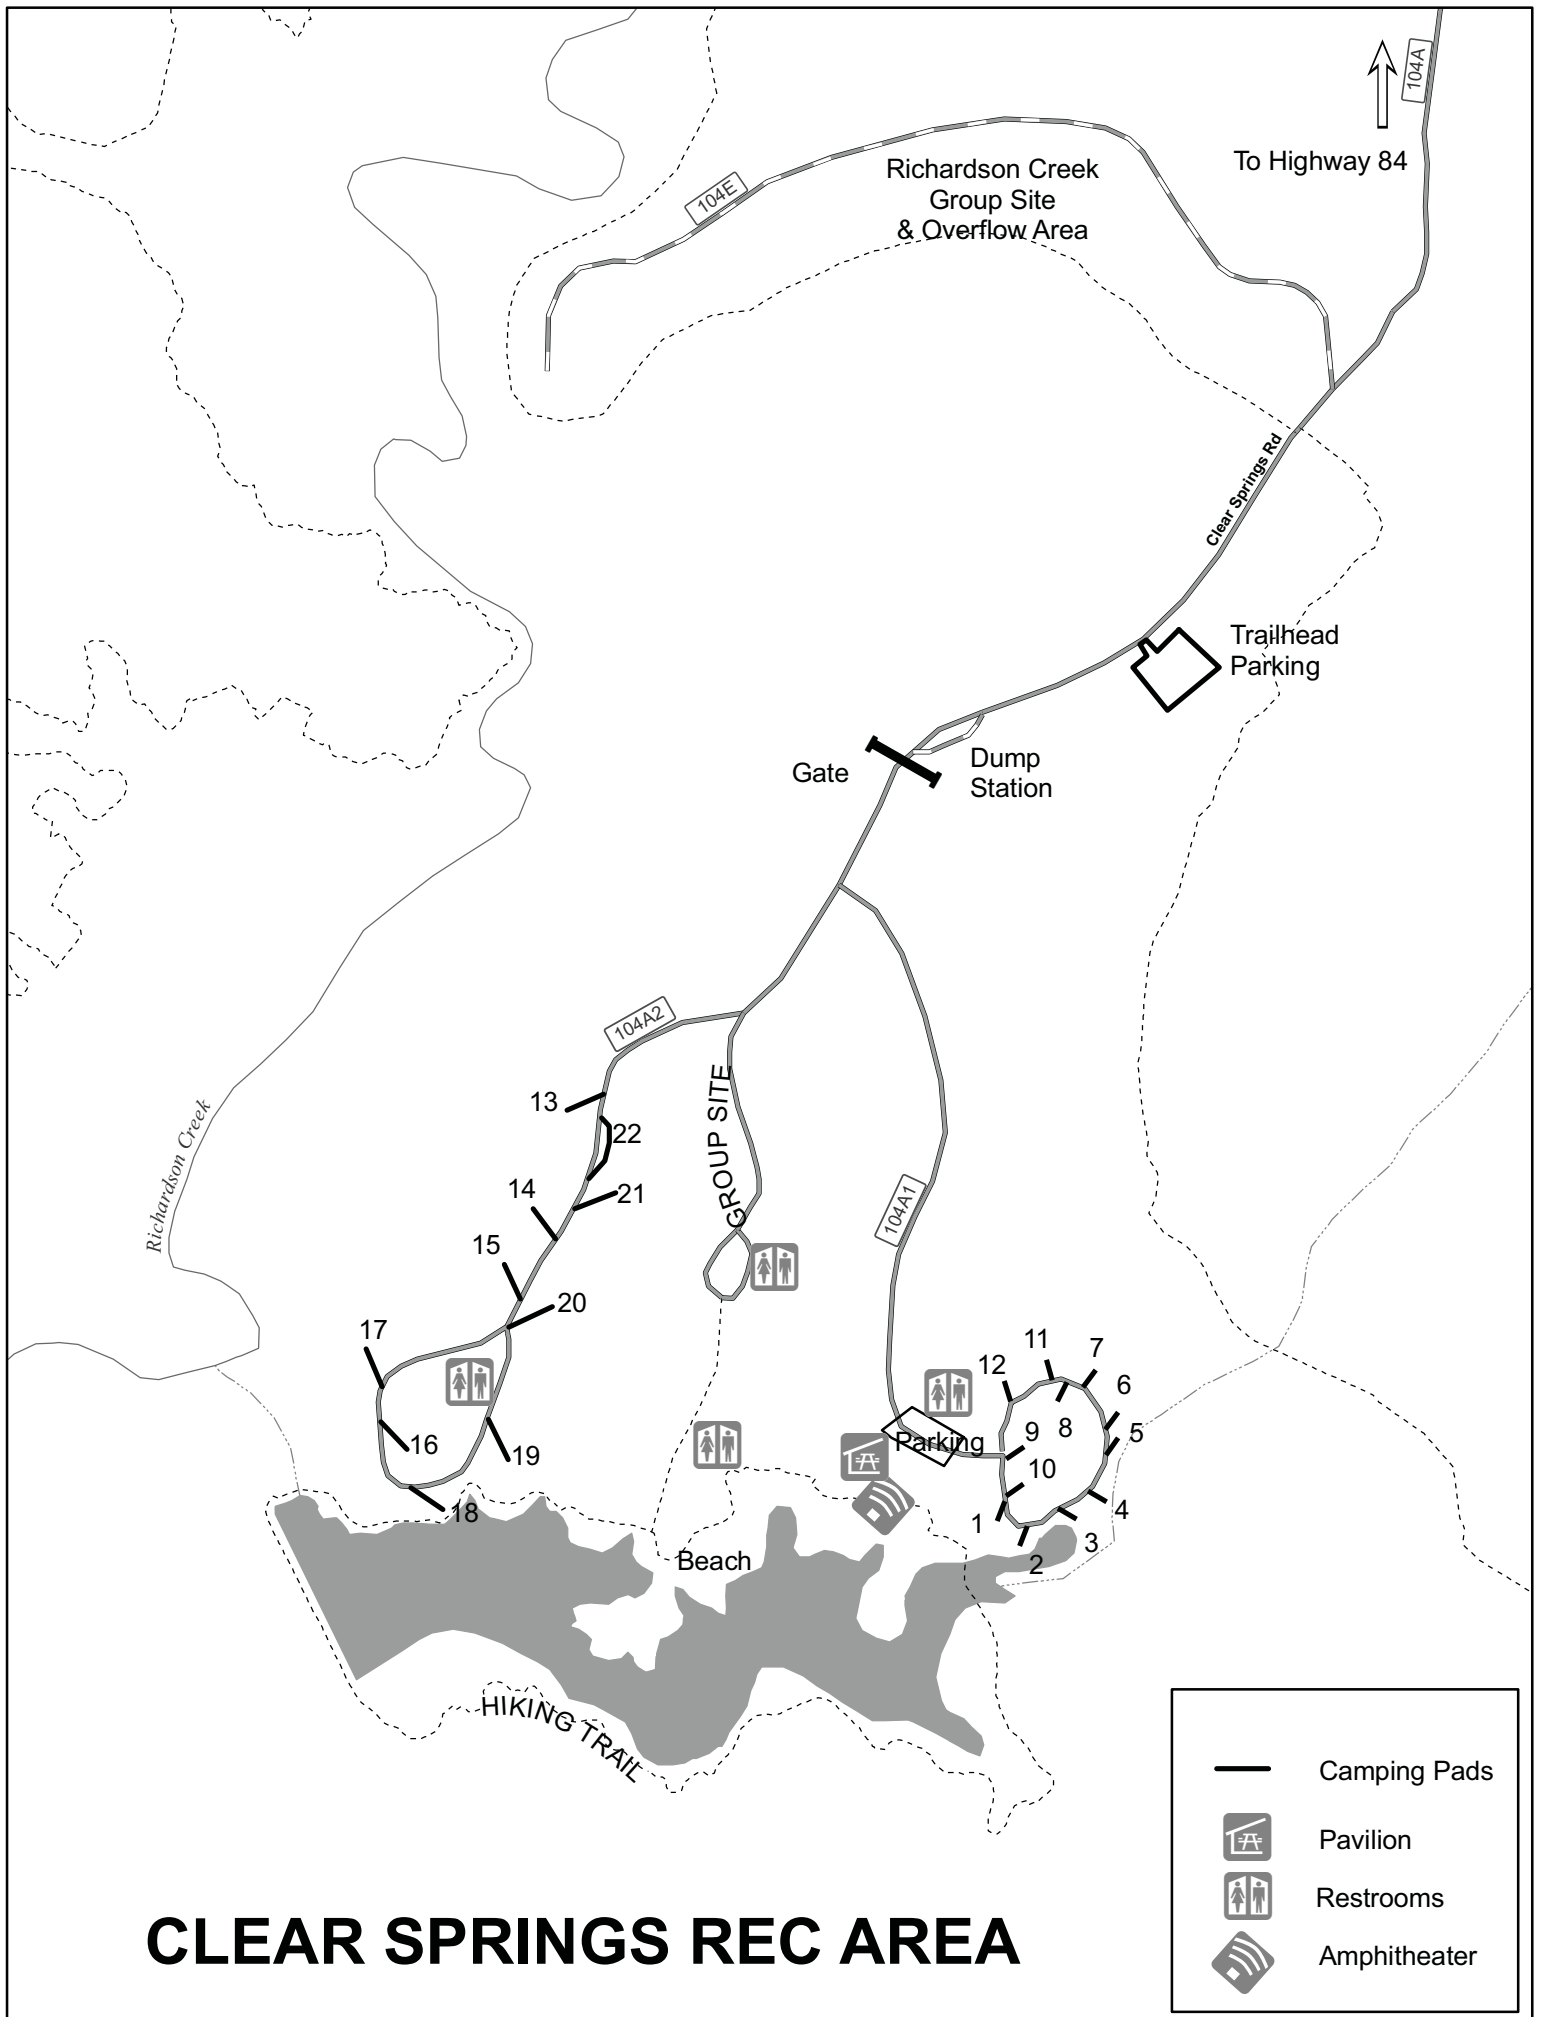 104A
To Highway 84
Richardson Creek
Group Site
& Overflow Area
104E
Clear Springs Rd
Trailhead
Parking
Gate
Dump
Station
104A2
13
22
GROUP SITE
Richardson Creek
14
21
104A1
15
20
17
11
7
12
6
9
8
5
Parking
16
19
10
18
1
4
3
2
Beach
HIKING TRAIL
Camping Pads
Pavilion
Restrooms
Amphitheater
CLEAR SPRINGS REC AREA